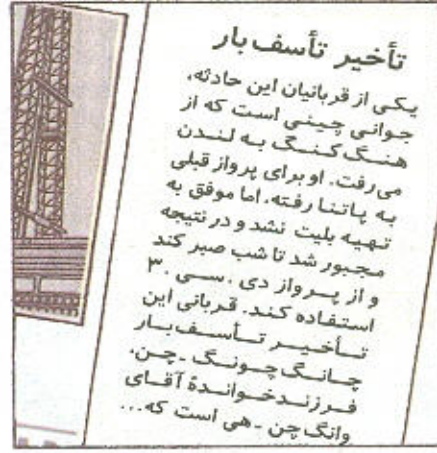 تأخیر تأسف‌بار
یکی از قربانیان این حادثه،
جوانی چینی است که از
هنگ‌کنگ به لندن
می‌رفت. او برای پرواز قبلی
به پاتنا رفته، اما موفق به
تهیه بلیت نشد و در نتیجه
مجبور شد تا شب صبر کند
و از پرواز دی . سی . ۳
استفاده کند. قربانی این
تأخیر تأسف‌بار
چانگ چونگ - چن،
فرزندخواندهٔ آقای
وانگ چن - هی است که...